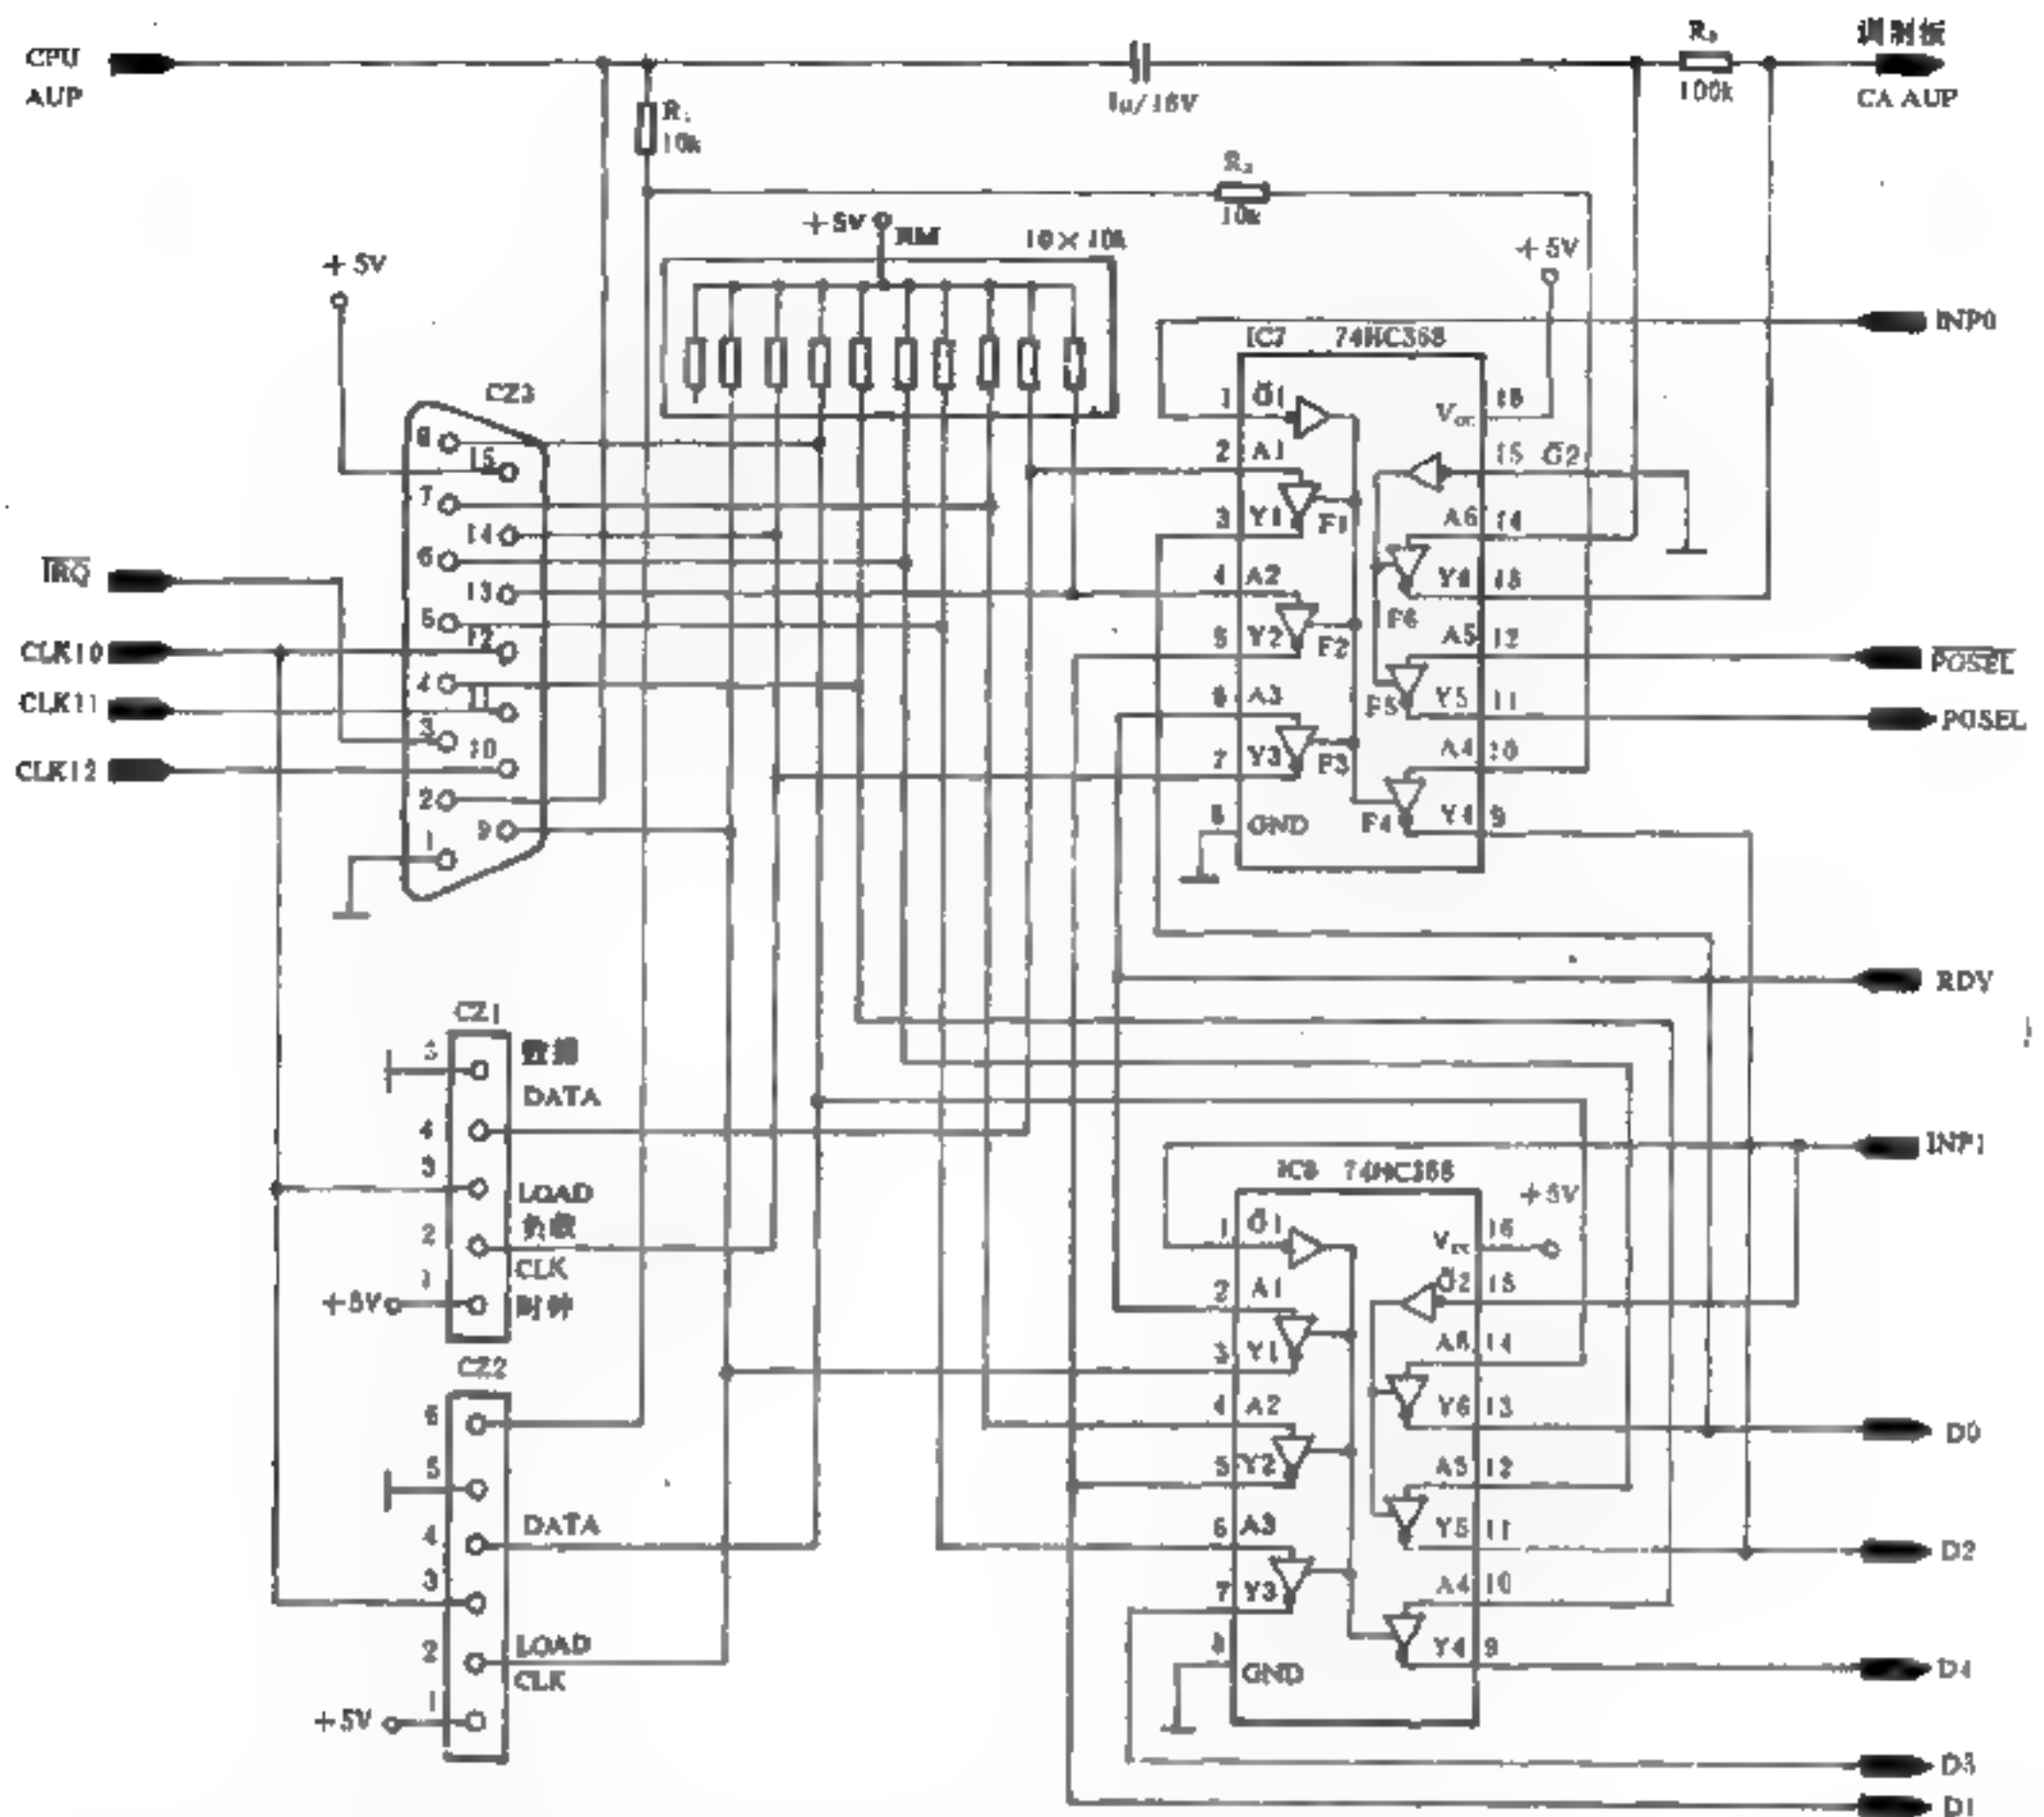 CPU
AUP
1u/16V
R₃
100k
调制板
CA AUP
R₁
10k
R₂
10k
+5V
RM
10×10k
+5V
+5V
INP0
IC7 74HC368
CZ3
8
15
7
14
6
13
5
12
4
11
3
10
2
9
1
IRQ
CLK10
CLK11
CLK12
1 G1
2 A1
3 Y1 F1
4 A2
5 Y2 F2
6 A3
7 Y3 F3
8 GND
Vcc 16
15 G2
A6 14
Y6 13
F6
A5 12
F5 Y5 11
A4 10
F4 Y4 9
POSEL
POSEL
RDY
CZ1
5 数据
DATA
4
3 LOAD
负载
2 CLK
1 时钟
+5V
CZ2
6
5
4 DATA
3
2 LOAD
CLK
1
+5V
INP1
IC8 74HC368
+5V
1 G1
2 A1
3 Y1
4 A2
5 Y2
6 A3
7 Y3
8 GND
Vcc 16
G2 15
A6 14
Y6 13
A5 12
Y5 11
A4 10
Y4 9
D0
D2
D4
D3
D1